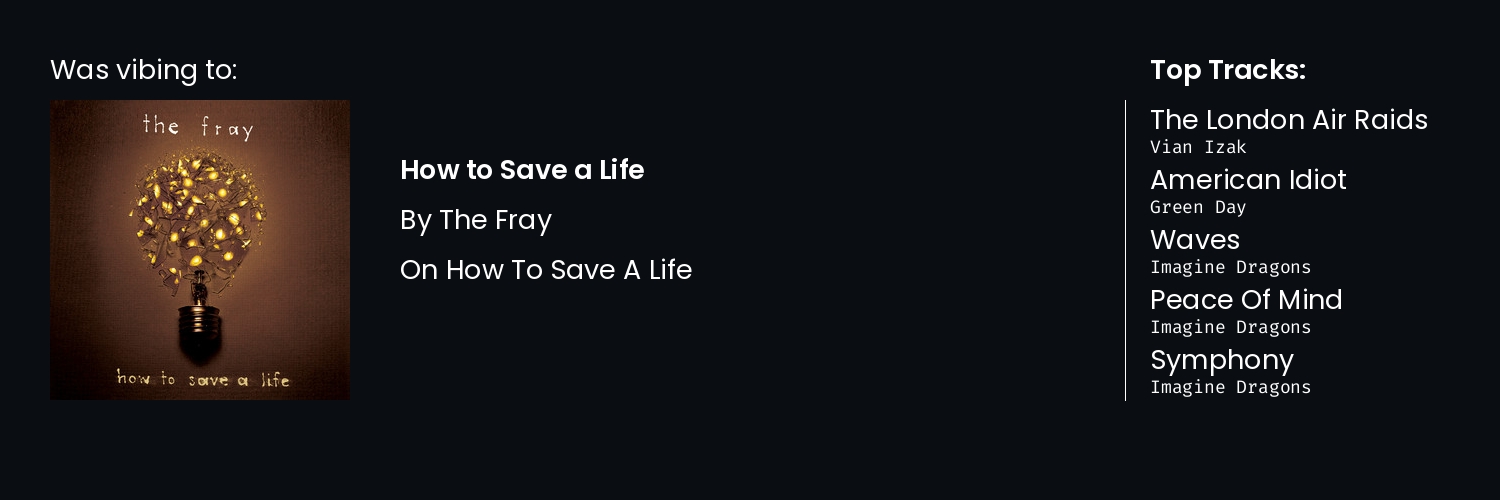 Was vibing to:
the fray
how to save a life
How to Save a Life
By The Fray
On How To Save A Life
Top Tracks:
The London Air Raids
Vian Izak
American Idiot
Green Day
Waves
Imagine Dragons
Peace Of Mind
Imagine Dragons
Symphony
Imagine Dragons